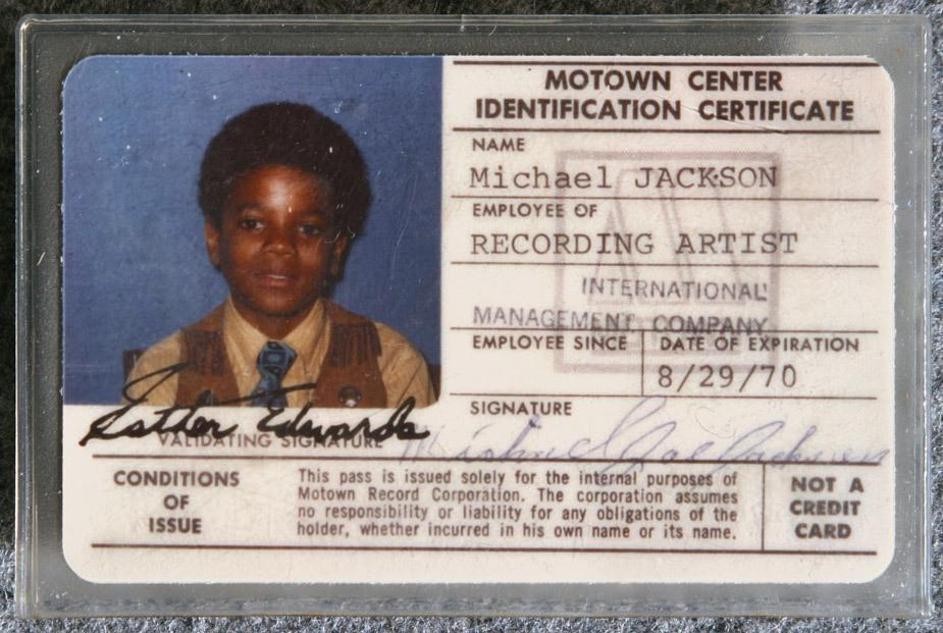 MOTOWN CENTER
IDENTIFICATION CERTIFICATE
NAME
Michael JACKSON
EMPLOYEE OF
RECORDING ARTIST
INTERNATIONAL
MANAGEMENT COMPANY
EMPLOYEE SINCE
DATE OF EXPIRATION
8/29/70
SIGNATURE
Michael Joe Jackson
Esther Edwards
VALIDATING SIGNATURE
CONDITIONS
OF
ISSUE
This pass is issued solely for the internal purposes of
Motown Record Corporation. The corporation assumes
no responsibility or liability for any obligations of the
holder, whether incurred in his own name or its name.
NOT A
CREDIT
CARD